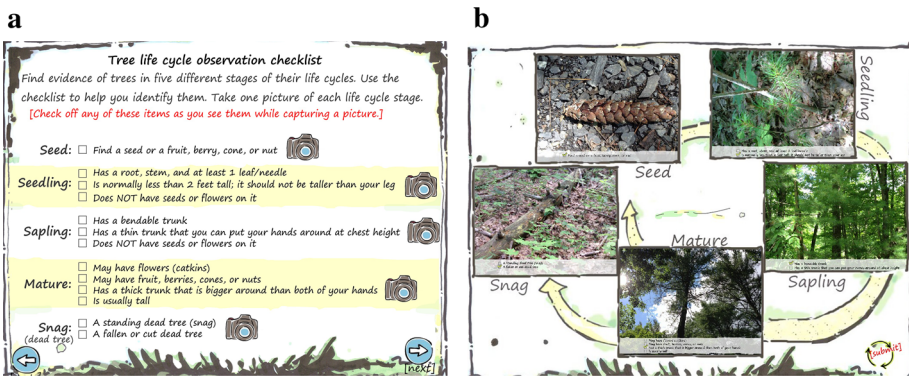 a
Tree life cycle observation checklist
Find evidence of trees in five different stages of their life cycles. Use the
checklist to help you identify them. Take one picture of each life cycle stage.
[Check off any of these items as you see them while capturing a picture.]
Seed: Find a seed or a fruit, berry, cone, or nut
Seedling: Has a root, stem, and at least 1 leaf/needle
Is normally less than 2 feet tall; it should not be taller than your leg
Does NOT have seeds or flowers on it
Sapling: Has a bendable trunk
Has a thin trunk that you can put your hands around at chest height
Does NOT have seeds or flowers on it
Mature: May have flowers (catkins)
May have fruit, berries, cones, or nuts
Has a thick trunk that is bigger around than both of your hands
Is usually tall
Snag: A standing dead tree (snag)
(dead tree) A fallen or cut dead tree
[next]
b
Seedling
Seed
Mature
Snag
Sapling
[submit]